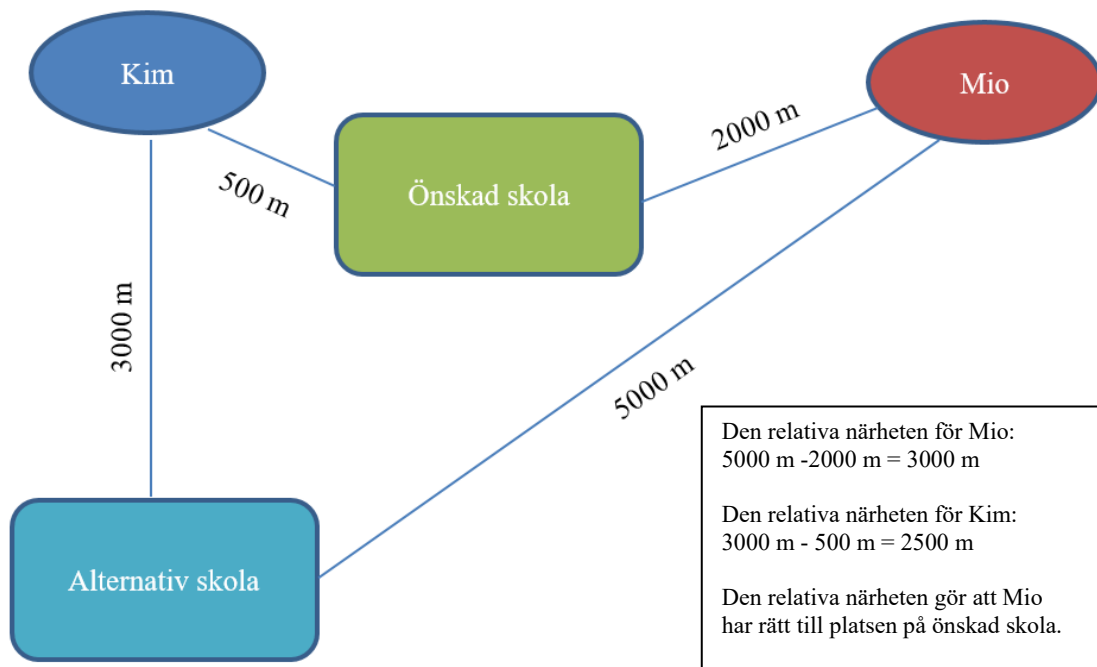 Kim
Mio
Önskad skola
500 m
2000 m
3000 m
5000 m
Alternativ skola
Den relativa närheten för Mio:
5000 m -2000 m = 3000 m
Den relativa närheten för Kim:
3000 m - 500 m = 2500 m
Den relativa närheten gör att Mio
har rätt till platsen på önskad skola.